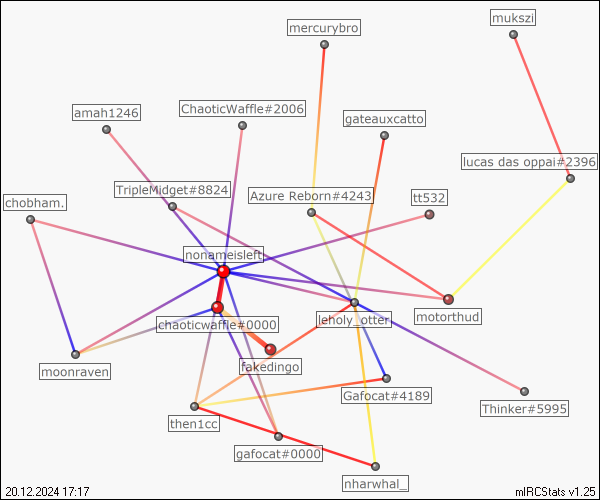 mukszi
mercurybro
amah1246
ChaoticWaffle#2006
gateauxcatto
lucas das oppai#2396
TripleMidget#8824
Azure Reborn#4243
tt532
chobham.
nonameisleft
chaoticwaffle#0000
leholy_otter
motorthud
moonraven
fakedingo
Gafocat#4189
Thinker#5995
then1cc
gafocat#0000
nharwhal_
20.12.2024 17:17
mIRCStats v1.25